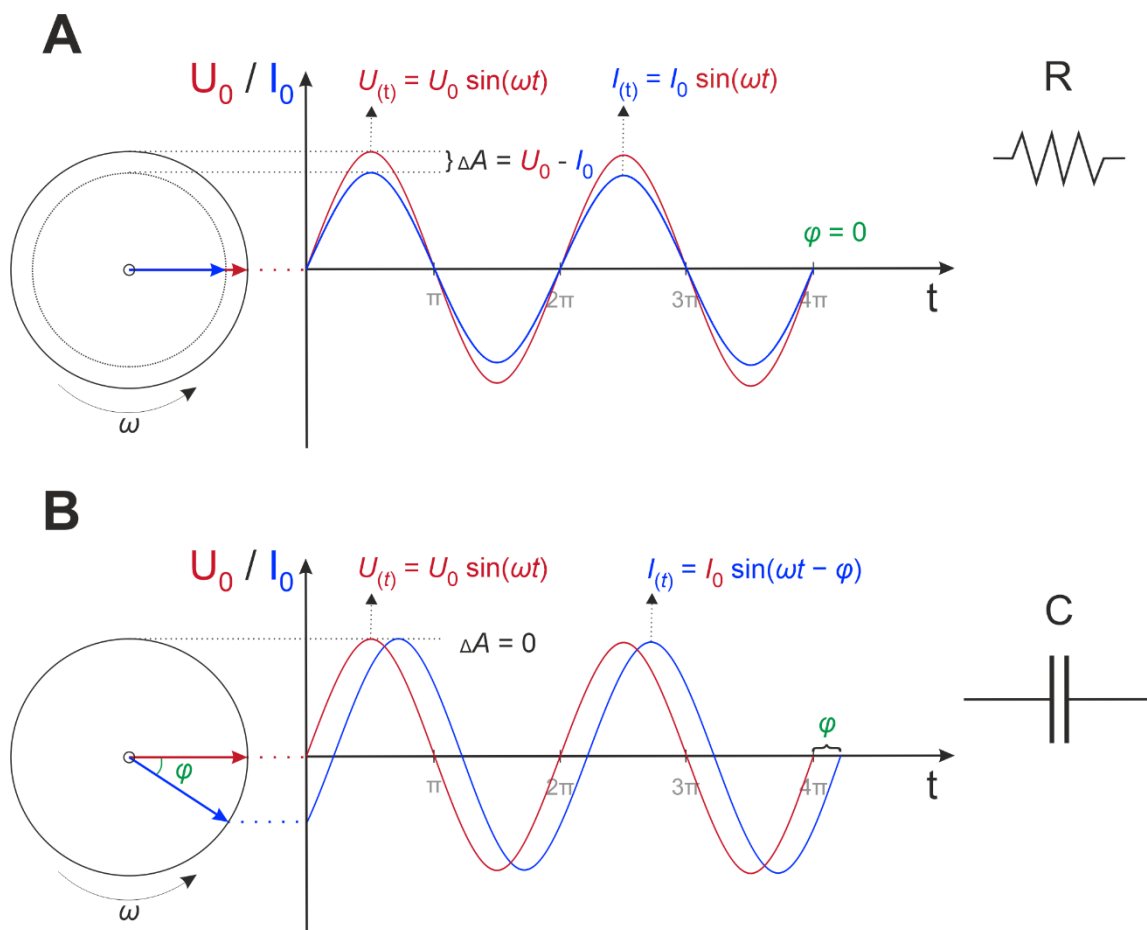 A
U₀ / I₀
U₍t₎ = U₀ sin(ωt)
I₍t₎ = I₀ sin(ωt)
R
} ΔA = U₀ - I₀
φ = 0
π
2π
3π
4π
t
ω
B
U₀ / I₀
U₍t₎ = U₀ sin(ωt)
I₍t₎ = I₀ sin(ωt − φ)
C
ΔA = 0
φ
φ
π
2π
3π
4π
t
ω